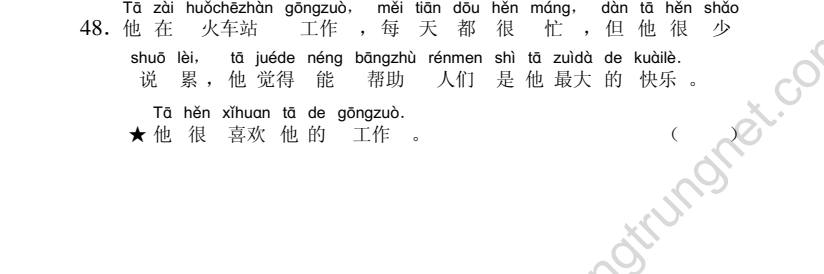 Tā zài huǒchēzhàn gōngzuò, měi tiān dōu hěn máng, dàn tā hěn shǎo
48. 他 在 火车站 工作 ，每 天 都 很 忙 ，但 他 很 少
shuō lèi, tā juéde néng bāngzhù rénmen shì tā zuìdà de kuàilè.
说 累 ，他 觉得 能 帮助 人们 是 他 最大 的 快乐 。
Tā hěn xǐhuan tā de gōngzuò.
★ 他 很 喜欢 他 的 工作 。 （ ）
ngtrungnet.co